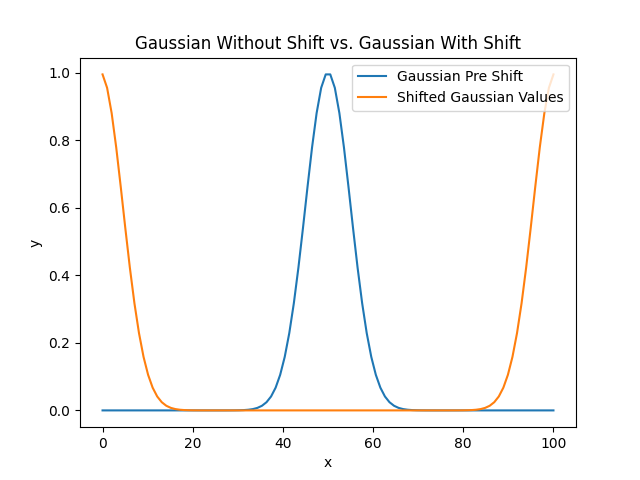 Gaussian Without Shift vs. Gaussian With Shift
Gaussian Pre Shift
Shifted Gaussian Values
1.0
0.8
0.6
0.4
0.2
0.0
y
0 20 40 60 80 100
x